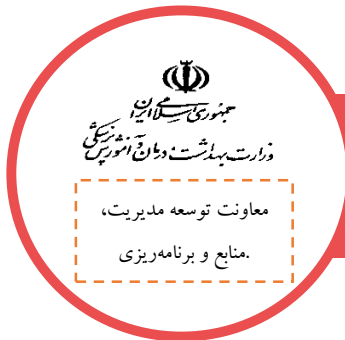 جمهوری اسلامی ایران
وزارت بهداشت، درمان و آموزش پزشکی
معاونت توسعه مدیریت،
منابع و برنامه‌ریزی.